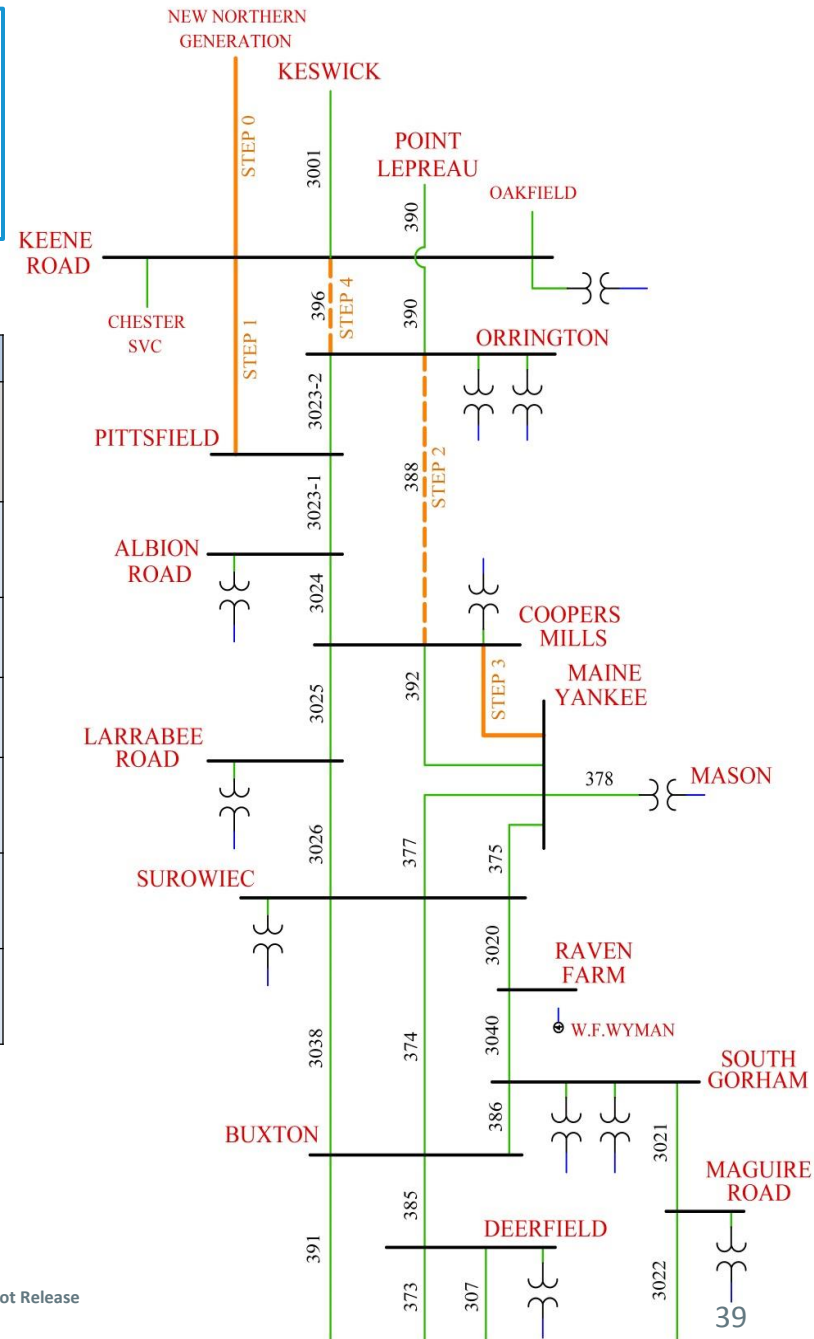 NEW NORTHERN
GENERATION
KESWICK
STEP 0
3001
POINT
LEPREAU
390
OAKFIELD
KEENE
ROAD
CHESTER
SVC
STEP 1
396
STEP 4
390
ORRINGTON
3023-2
PITTSFIELD
388
STEP 2
3023-1
ALBION
ROAD
3024
COOPERS
MILLS
392
STEP 3
MAINE
YANKEE
3025
LARRABEE
ROAD
378
MASON
3026
377
375
SUROWIEC
3020
RAVEN
FARM
W.F.WYMAN
3038
374
3040
SOUTH
GORHAM
386
BUXTON
3021
MAGUIRE
ROAD
385
DEERFIELD
391
373
307
3022
ot Release
39